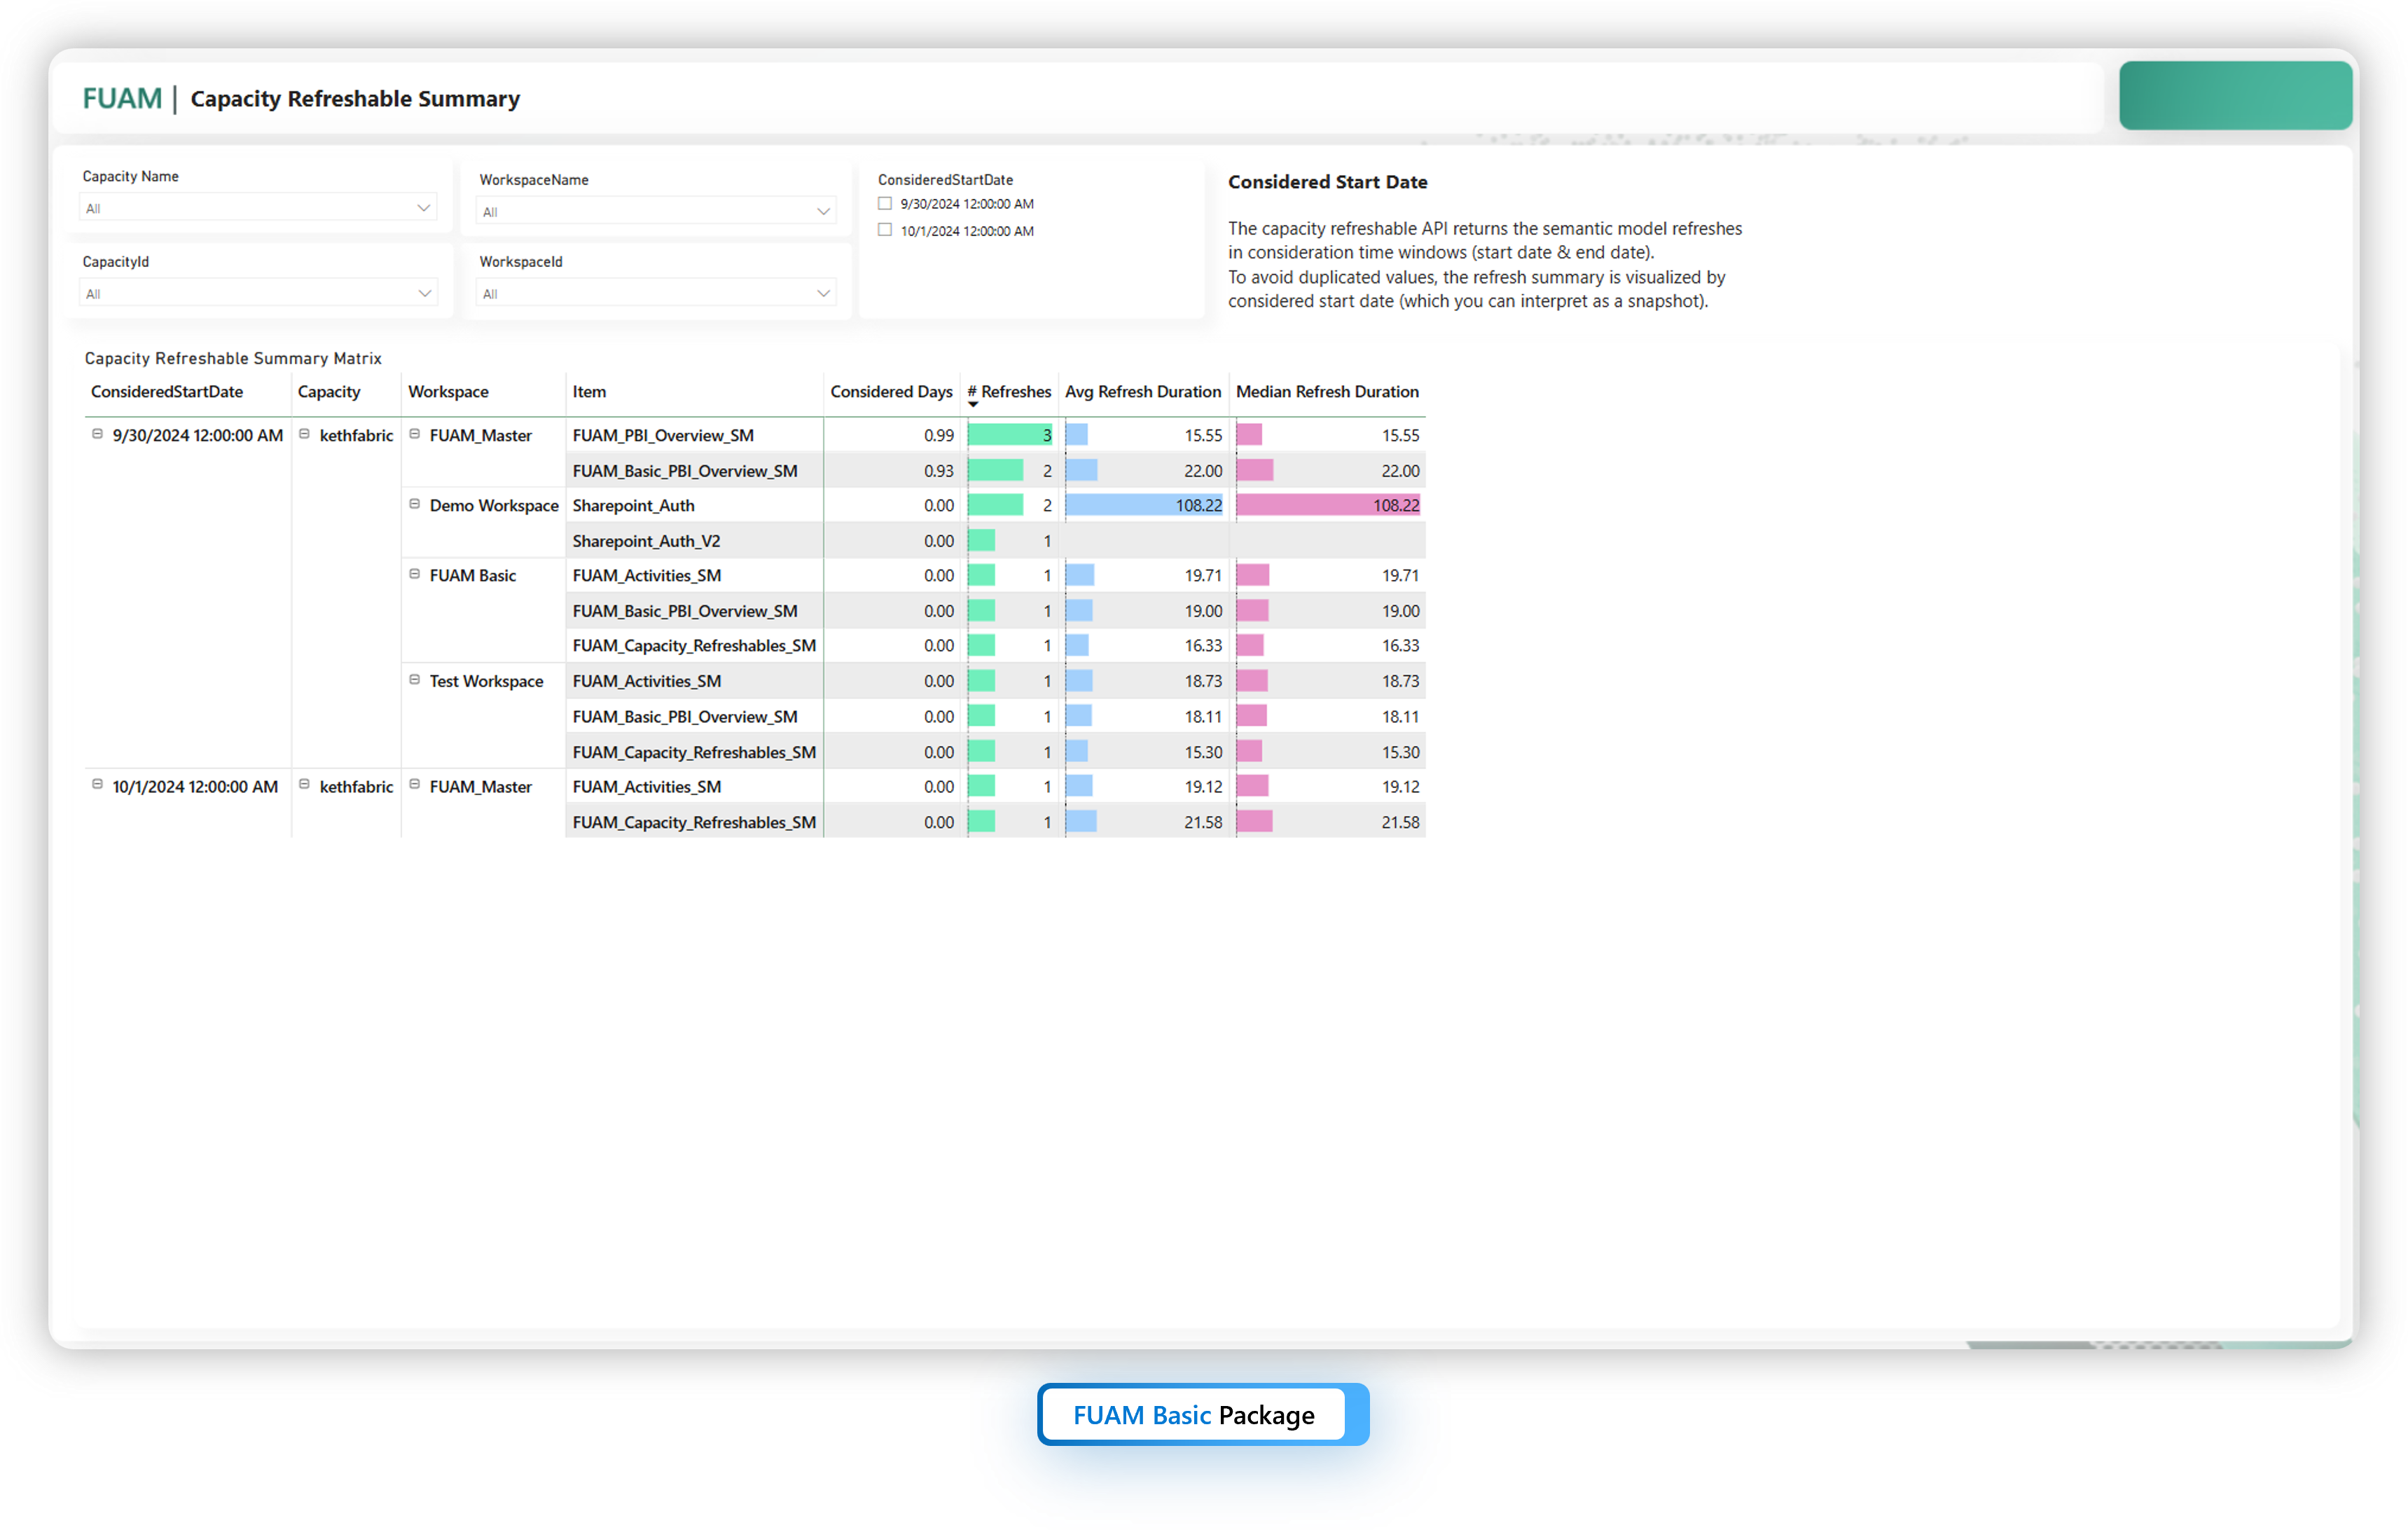 FUAM | Capacity Refreshable Summary
Capacity Name
All
WorkspaceName
All
CapacityId
All
WorkspaceId
All
ConsideredStartDate
9/30/2024 12:00:00 AM
10/1/2024 12:00:00 AM
Considered Start Date
The capacity refreshable API returns the semantic model refreshes
in consideration time windows (start date & end date).
To avoid duplicated values, the refresh summary is visualized by
considered start date (which you can interpret as a snapshot).
Capacity Refreshable Summary Matrix
ConsideredStartDate Capacity Workspace Item Considered Days # Refreshes Avg Refresh Duration Median Refresh Duration
9/30/2024 12:00:00 AM kethfabric FUAM_Master FUAM_PBI_Overview_SM 0.99 3 15.55 15.55
FUAM_Basic_PBI_Overview_SM 0.93 2 22.00 22.00
Demo Workspace Sharepoint_Auth 0.00 2 108.22 108.22
Sharepoint_Auth_V2 0.00 1
FUAM Basic FUAM_Activities_SM 0.00 1 19.71 19.71
FUAM_Basic_PBI_Overview_SM 0.00 1 19.00 19.00
FUAM_Capacity_Refreshables_SM 0.00 1 16.33 16.33
Test Workspace FUAM_Activities_SM 0.00 1 18.73 18.73
FUAM_Basic_PBI_Overview_SM 0.00 1 18.11 18.11
FUAM_Capacity_Refreshables_SM 0.00 1 15.30 15.30
10/1/2024 12:00:00 AM kethfabric FUAM_Master FUAM_Activities_SM 0.00 1 19.12 19.12
FUAM_Capacity_Refreshables_SM 0.00 1 21.58 21.58
FUAM Basic Package